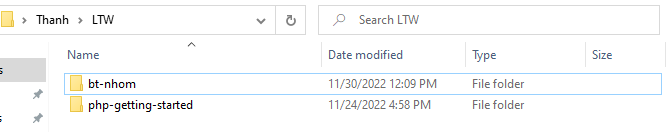 Thanh > LTW
Search LTW
Name Date modified Type Size
bt-nhom 11/30/2022 12:09 PM File folder
php-getting-started 11/24/2022 4:58 PM File folder